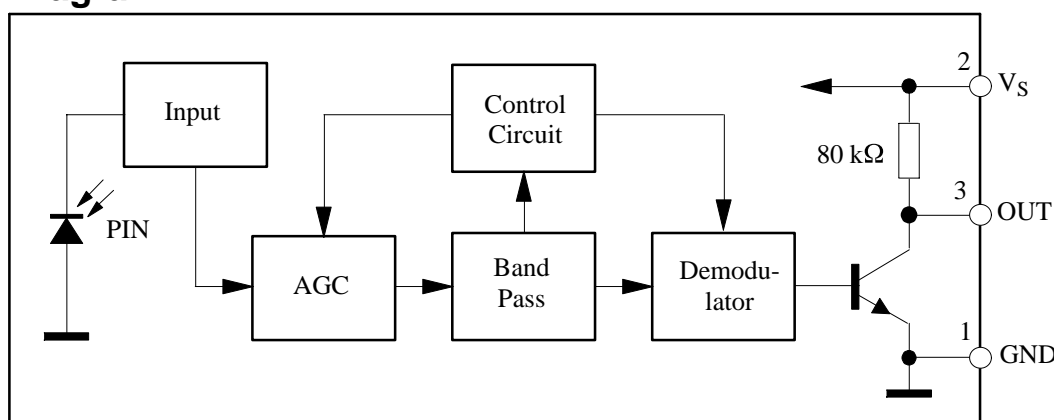 Input
Control
Circuit
2
V_S
80 kΩ
3
OUT
PIN
AGC
Band
Pass
Demodu-
lator
1
GND